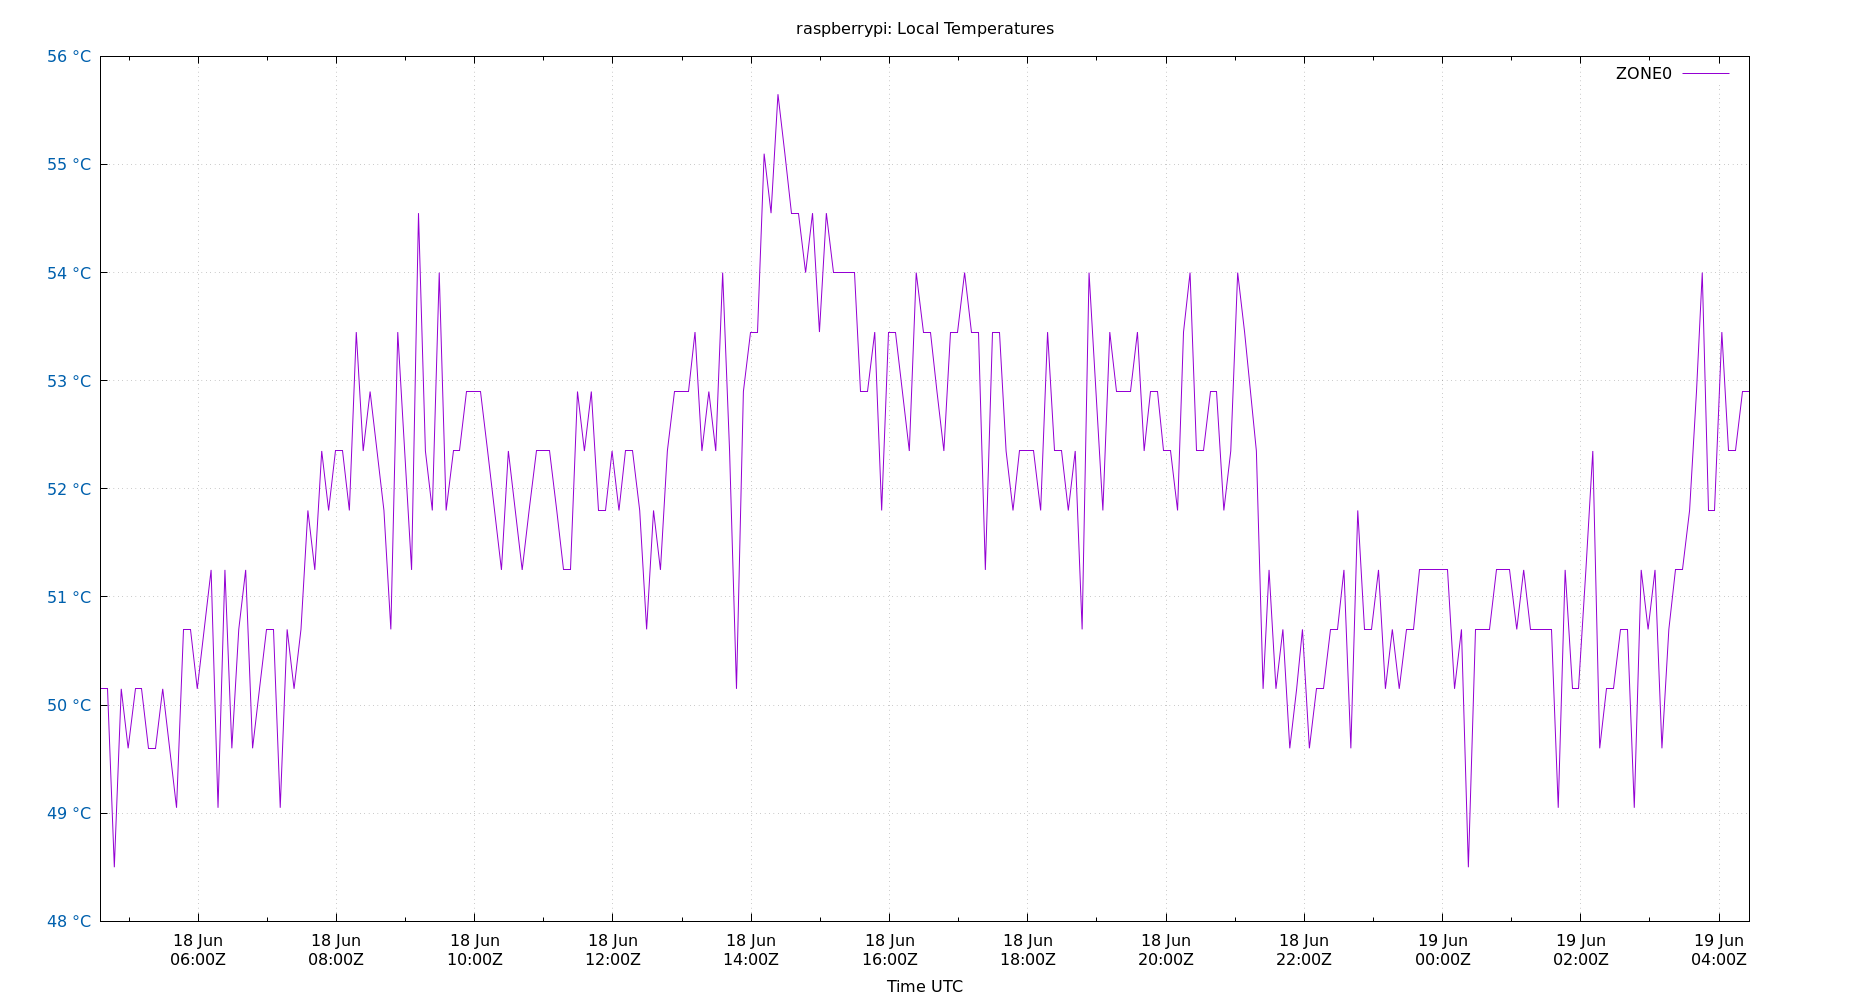 raspberrypi: Local Temperatures
56 °C
ZONE0
55 °C
54 °C
53 °C
52 °C
51 °C
50 °C
49 °C
48 °C
18 Jun 18 Jun 18 Jun 18 Jun 18 Jun 18 Jun 18 Jun 18 Jun 18 Jun 19 Jun 19 Jun 19 Jun
06:00Z 08:00Z 10:00Z 12:00Z 14:00Z 16:00Z 18:00Z 20:00Z 22:00Z 00:00Z 02:00Z 04:00Z
Time UTC